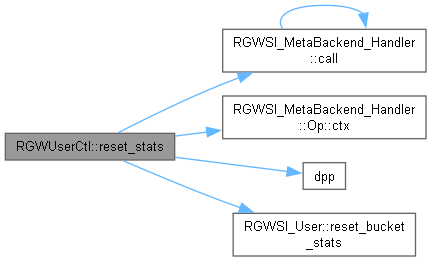 RGWUserCtl::reset_stats
RGWSI_MetaBackend_Handler
::call
RGWSI_MetaBackend_Handler
::Op::ctx
dpp
RGWSI_User::reset_bucket
_stats